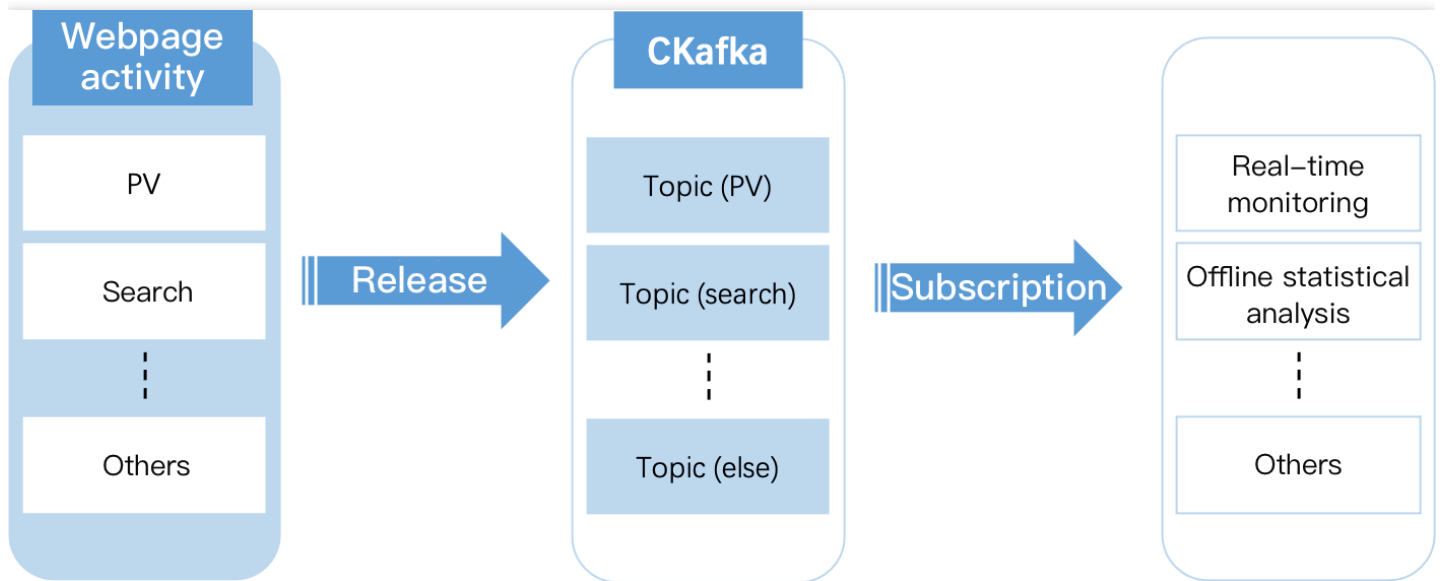 Webpage
activity
PV
Search
Others
Release
CKafka
Topic (PV)
Topic (search)
Topic (else)
Subscription
Real-time
monitoring
Offline statistical
analysis
Others